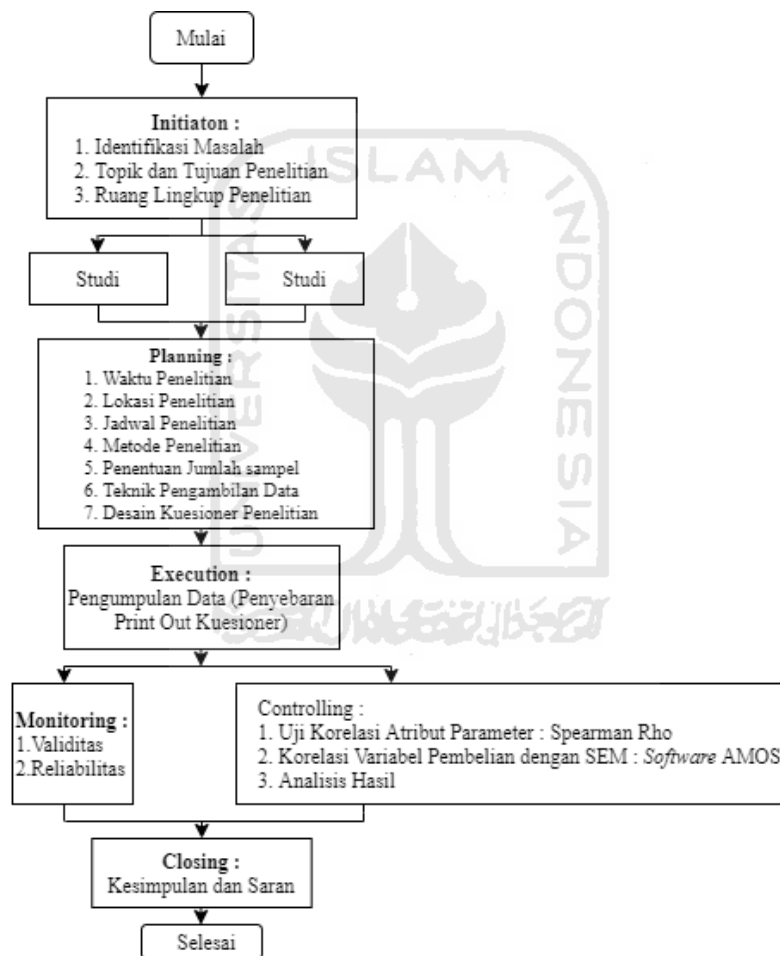 Mulai
Initiaton :
1. Identifikasi Masalah
2. Topik dan Tujuan Penelitian
3. Ruang Lingkup Penelitian
Studi
Studi
Planning :
1. Waktu Penelitian
2. Lokasi Penelitian
3. Jadwal Penelitian
4. Metode Penelitian
5. Penentuan Jumlah sampel
6. Teknik Pengambilan Data
7. Desain Kuesioner Penelitian
Execution :
Pengumpulan Data (Penyebaran
Print Out Kuesioner)
Monitoring :
1.Validitas
2.Reliabilitas
Controlling :
1. Uji Korelasi Atribut Parameter : Spearman Rho
2. Korelasi Variabel Pembelian dengan SEM : Software AMOS
3. Analisis Hasil
Closing :
Kesimpulan dan Saran
Selesai
UNIVERSITAS
ISLAM
INDONESIA